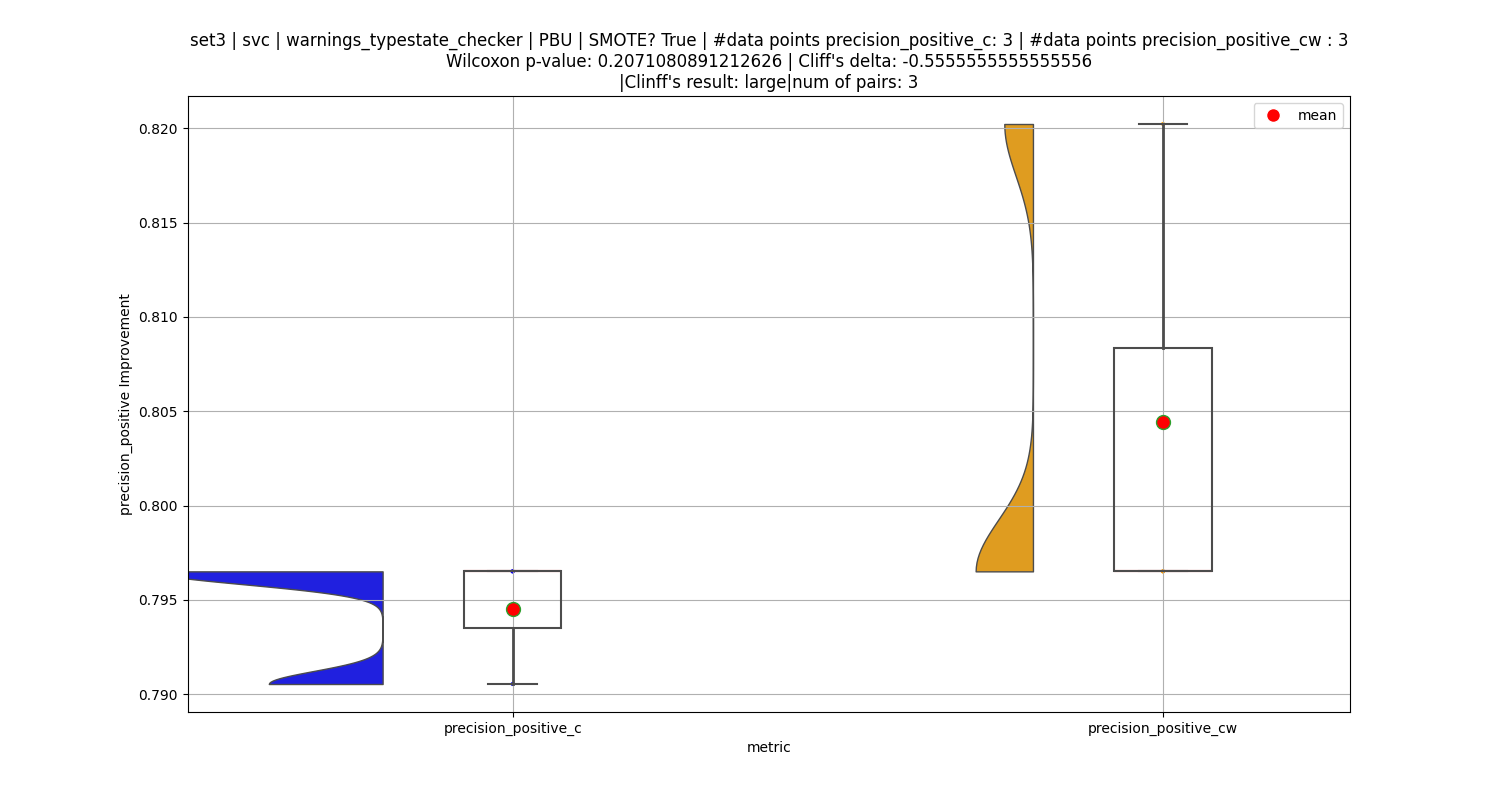 set3 | svc | warnings_typestate_checker | PBU | SMOTE? True | #data points precision_positive_c: 3 | #data points precision_positive_cw : 3
Wilcoxon p-value: 0.2071080891212626 | Cliff's delta: -0.5555555555555556
|Clinff's result: large|num of pairs: 3
mean
0.820
0.815
0.810
0.805
0.800
0.795
0.790
precision_positive Improvement
precision_positive_c
precision_positive_cw
metric